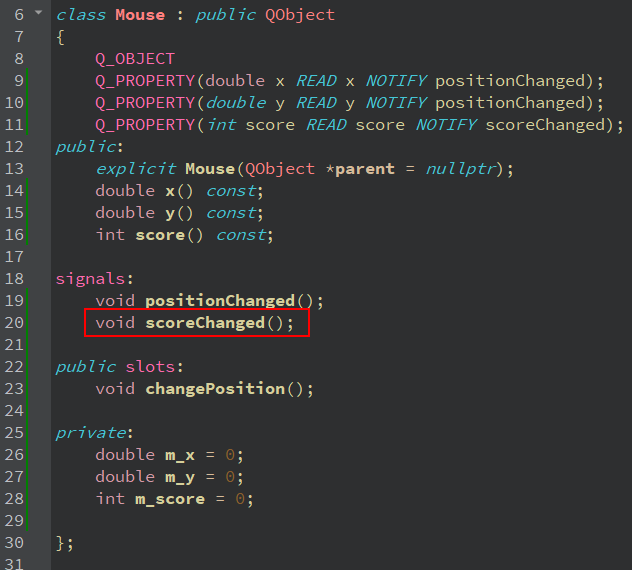 6 class Mouse : public QObject
7 {
8     Q_OBJECT
9     Q_PROPERTY(double x READ x NOTIFY positionChanged);
10     Q_PROPERTY(double y READ y NOTIFY positionChanged);
11     Q_PROPERTY(int score READ score NOTIFY scoreChanged);
12 public:
13     explicit Mouse(QObject *parent = nullptr);
14     double x() const;
15     double y() const;
16     int score() const;
17
18 signals:
19     void positionChanged();
20     void scoreChanged();
21
22 public slots:
23     void changePosition();
24
25 private:
26     double m_x = 0;
27     double m_y = 0;
28     int m_score = 0;
29
30 };
31